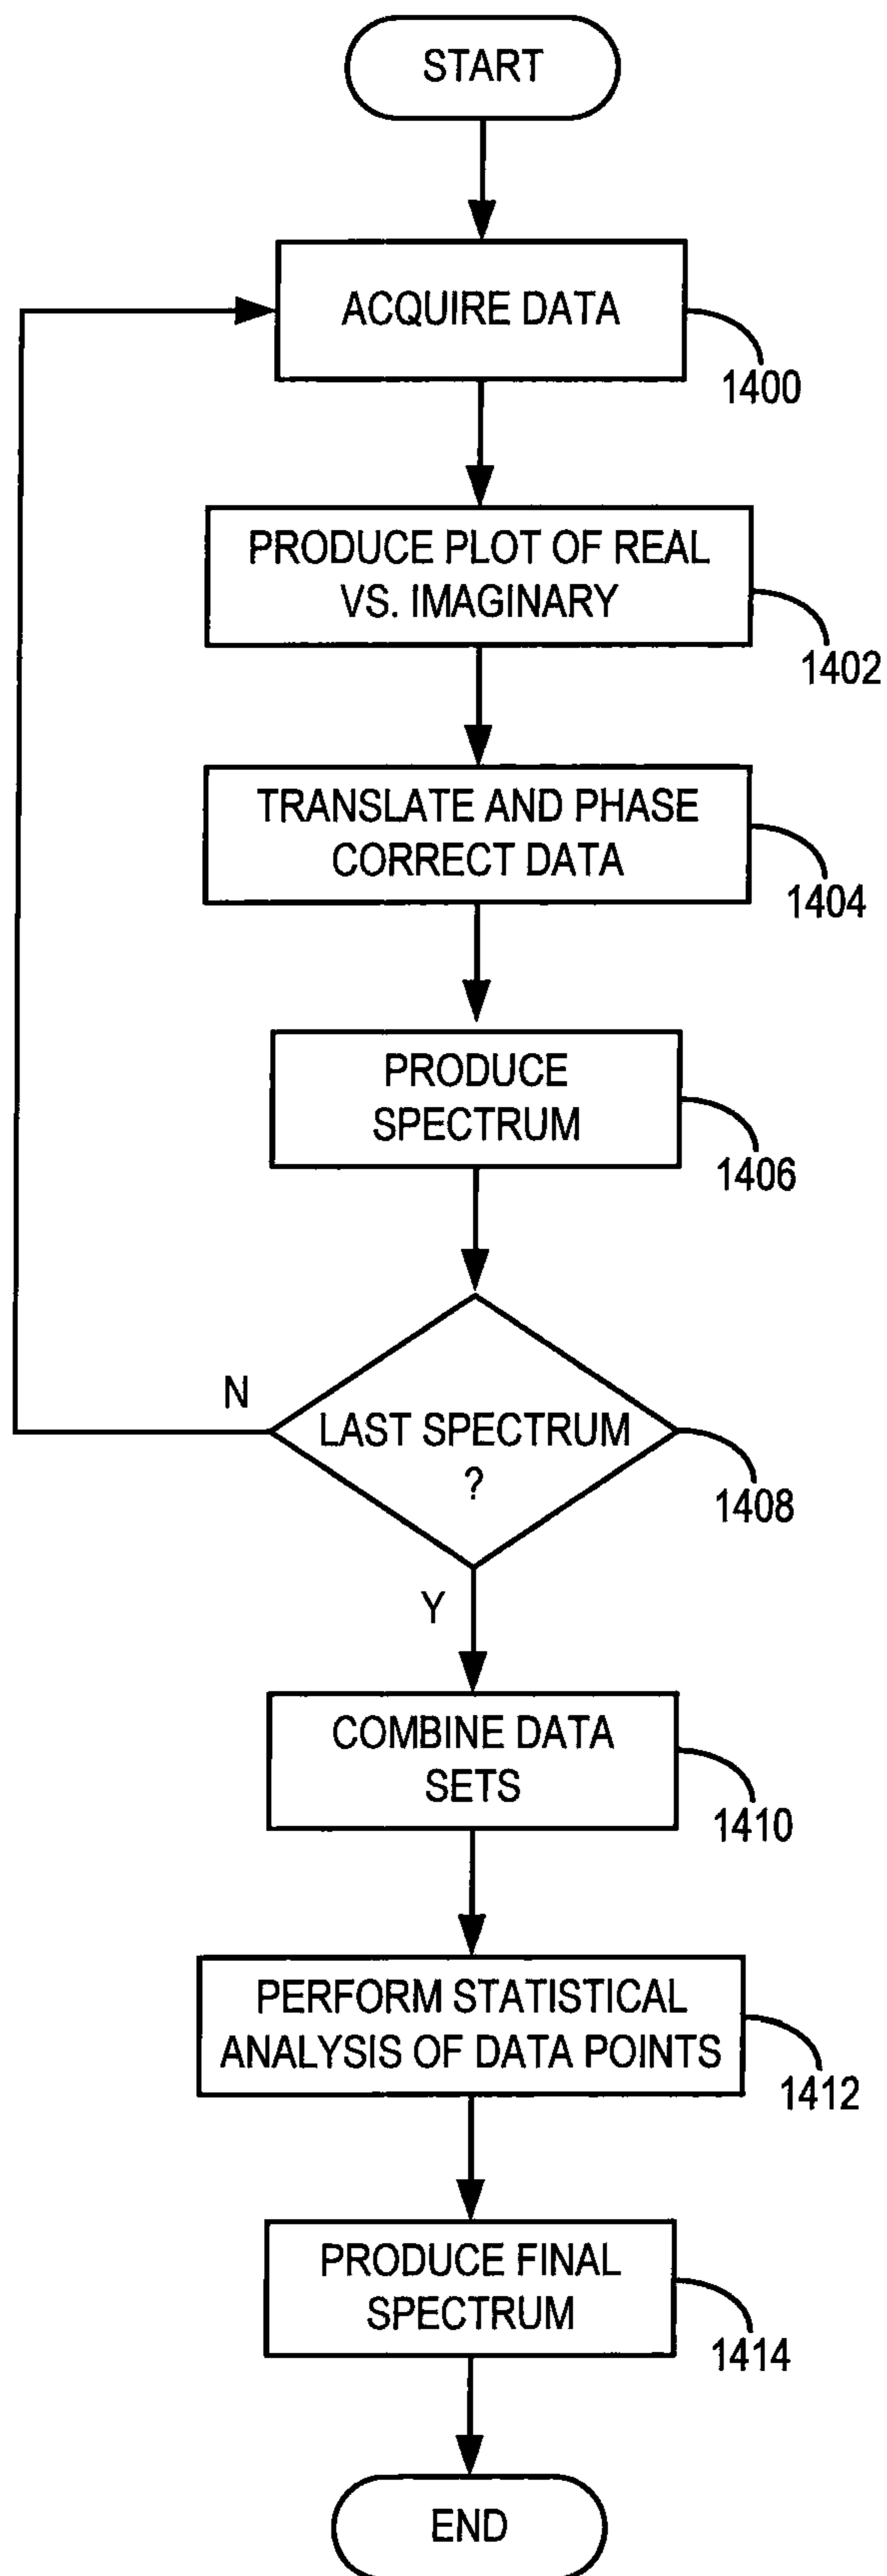 START
ACQUIRE DATA
1400
PRODUCE PLOT OF REAL
VS. IMAGINARY
1402
TRANSLATE AND PHASE
CORRECT DATA
1404
PRODUCE
SPECTRUM
1406
N
LAST SPECTRUM
?
1408
Y
COMBINE DATA
SETS
1410
PERFORM STATISTICAL
ANALYSIS OF DATA POINTS
1412
PRODUCE FINAL
SPECTRUM
1414
END